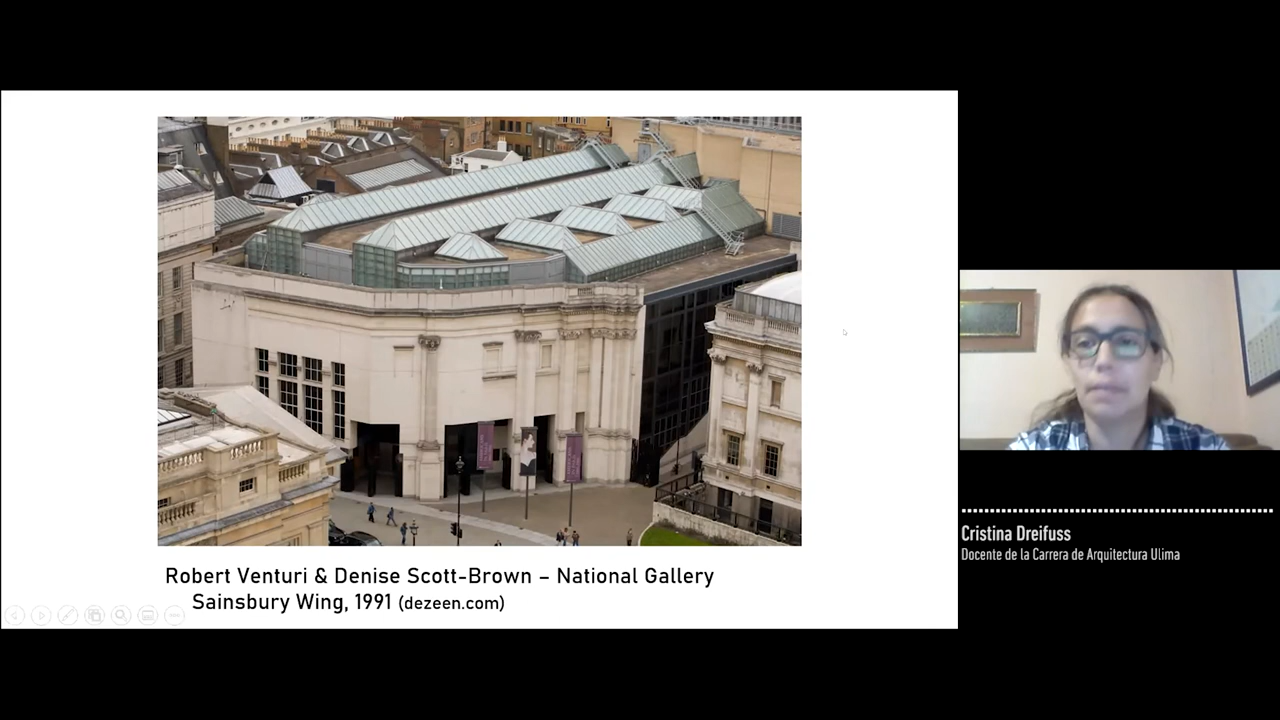 Robert Venturi & Denise Scott-Brown – National Gallery
Sainsbury Wing, 1991 (dezeen.com)
Cristina Dreifuss
Docente de la Carrera de Arquitectura Ulima